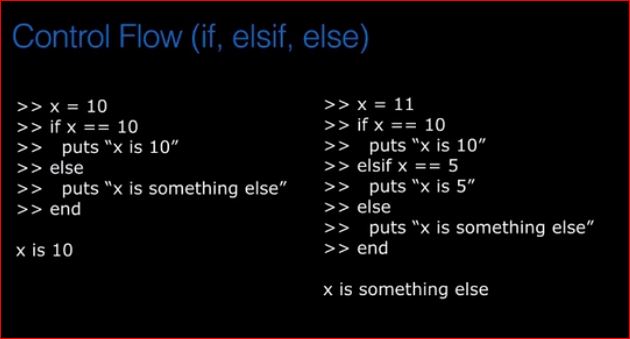 Control Flow (if, elsif, else)
>> x = 10
>> if x == 10
>>   puts “x is 10”
>> else
>>   puts “x is something else”
>> end
x is 10
>> x = 11
>> if x == 10
>>   puts “x is 10”
>> elsif x == 5
>>   puts “x is 5”
>> else
>>   puts “x is something else”
>> end
x is something else